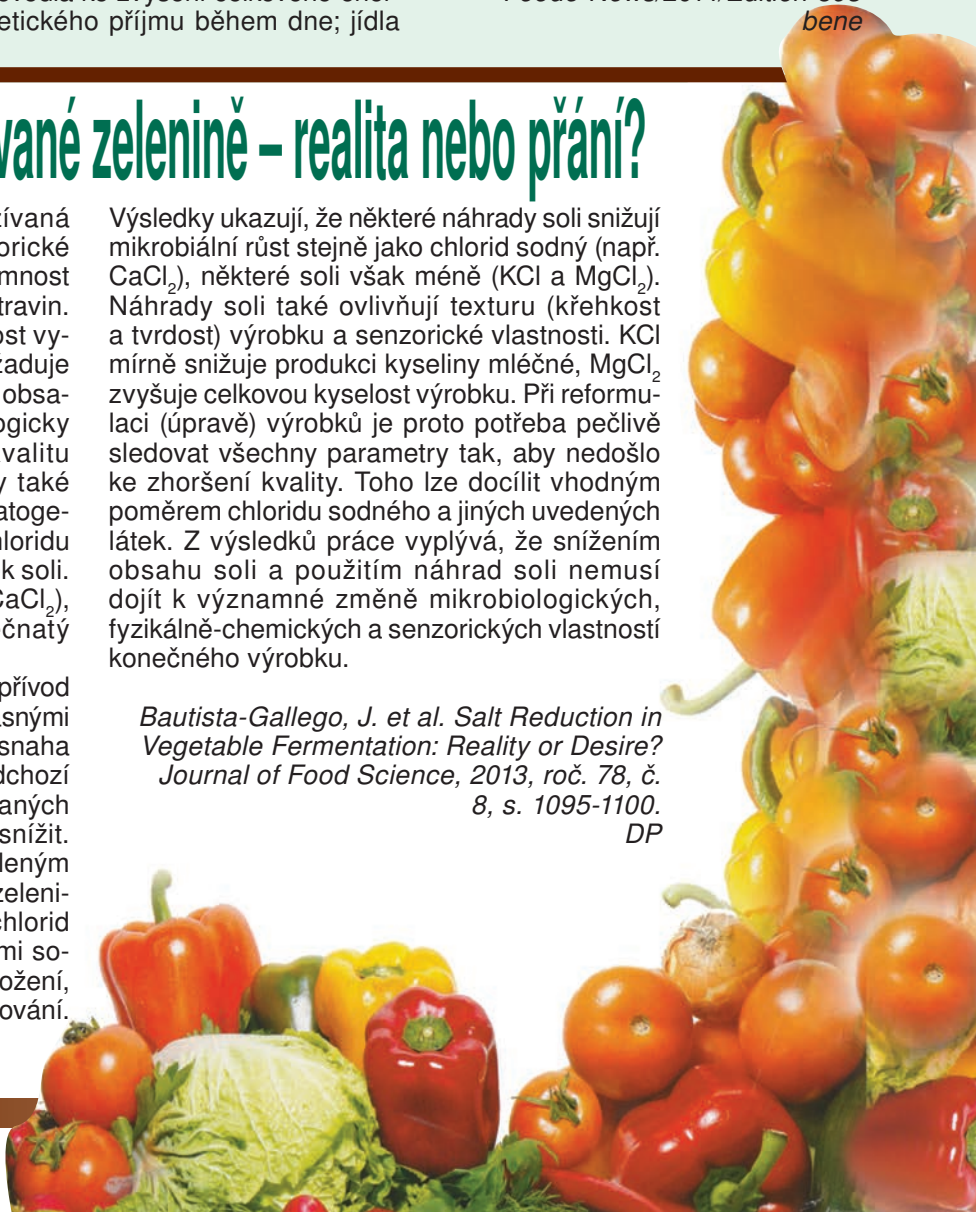 etického příjmu během dne; jídla
bene
vané zelenině – realita nebo přání?
žívaná
orické
mnost
travin.
ost vy-
žaduje
obsa-
ogicky
valitu
y také
atoge-
loridu
k soli.
CaCl₂),
ečnatý
přívod
asnými
snaha
dchozí
aných
snížit.
leným
zeleni-
chlorid
mi so-
ožení,
ování.
Výsledky ukazují, že některé náhrady soli snižují
mikrobiální růst stejně jako chlorid sodný (např.
CaCl₂), některé soli však méně (KCl a MgCl₂).
Náhrady soli také ovlivňují texturu (křehkost
a tvrdost) výrobku a senzorické vlastnosti. KCl
mírně snižuje produkci kyseliny mléčné, MgCl₂
zvyšuje celkovou kyselost výrobku. Při reformu-
laci (úpravě) výrobků je proto potřeba pečlivě
sledovat všechny parametry tak, aby nedošlo
ke zhoršení kvality. Toho lze docílit vhodným
poměrem chloridu sodného a jiných uvedených
látek. Z výsledků práce vyplývá, že snížením
obsahu soli a použitím náhrad soli nemusí
dojít k významné změně mikrobiologických,
fyzikálně-chemických a senzorických vlastností
konečného výrobku.
Bautista-Gallego, J. et al. Salt Reduction in
Vegetable Fermentation: Reality or Desire?
Journal of Food Science, 2013, roč. 78, č.
8, s. 1095-1100.
DP